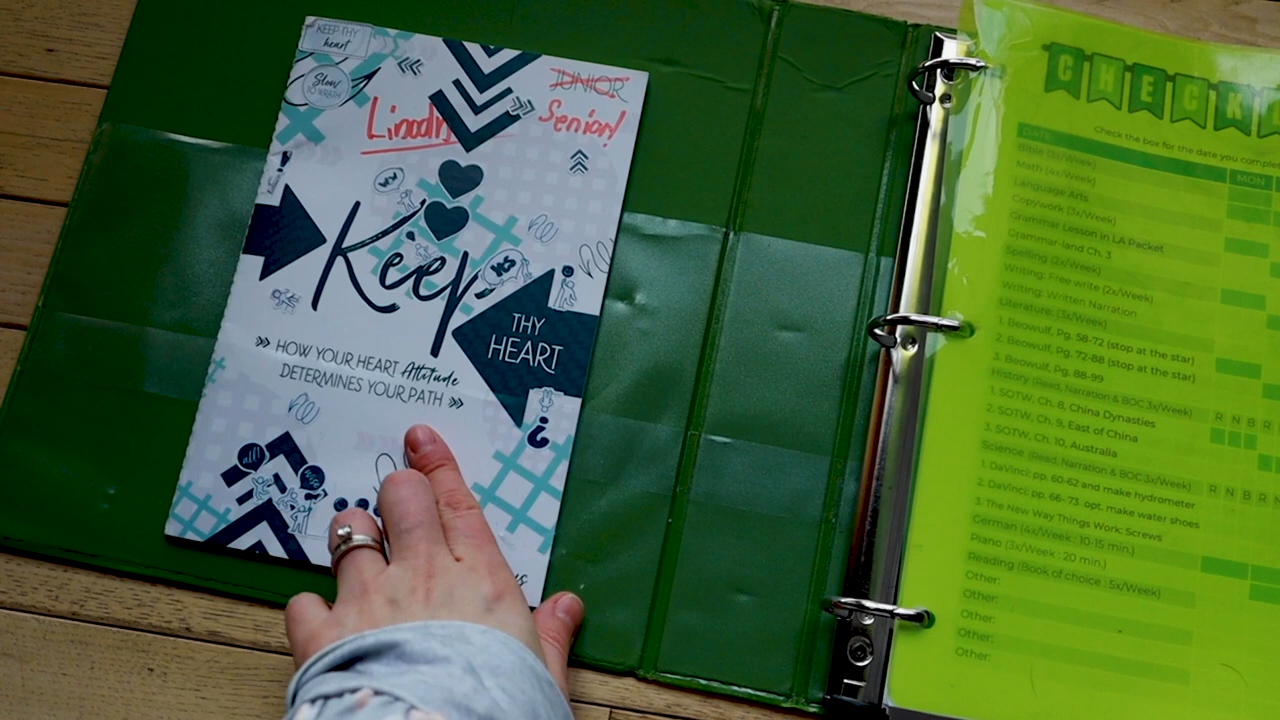 KEEP THY
heart
Slow
TO WRATH
JUNIOR
Lincoln
Senior!
Keep
THY
HEART
YES
HOW YOUR HEART Attitude
DETERMINES YOUR PATH
CHECK
Check the box for the date you comple
DATE
MON
Bible (3x/Week)
Math (4x/Week)
Language Arts
Copywork (3x/Week)
Grammar Lesson in LA Packet
Grammar-land Ch. 3
Spelling (2x/Week)
Writing: Free write (2x/Week)
Writing: Written Narration
Literature: (3x/Week)
1. Beowulf, Pg. 58-72 (stop at the star)
2. Beowulf, Pg. 72-88 (stop at the star)
3. Beowulf, Pg. 88-99
History (Read, Narration & BOC 3x/Week)
R N B R
1. SOTW, Ch. 8, China Dynasties
2. SOTW, Ch. 9, East of China
3. SOTW, Ch. 10, Australia
Science (Read, Narration & BOC 3x/Week)
R N B R
1. DaVinci: pp. 60-62 and make hydrometer
2. DaVinci: pp. 66- 73 opt. make water shoes
3. The New Way Things Work: Screws
German (4x/Week : 10-15 min.)
Piano (3x/Week : 20 min.)
Reading (Book of choice : 5x/Week)
Other:
Other:
Other:
Other:
Other: